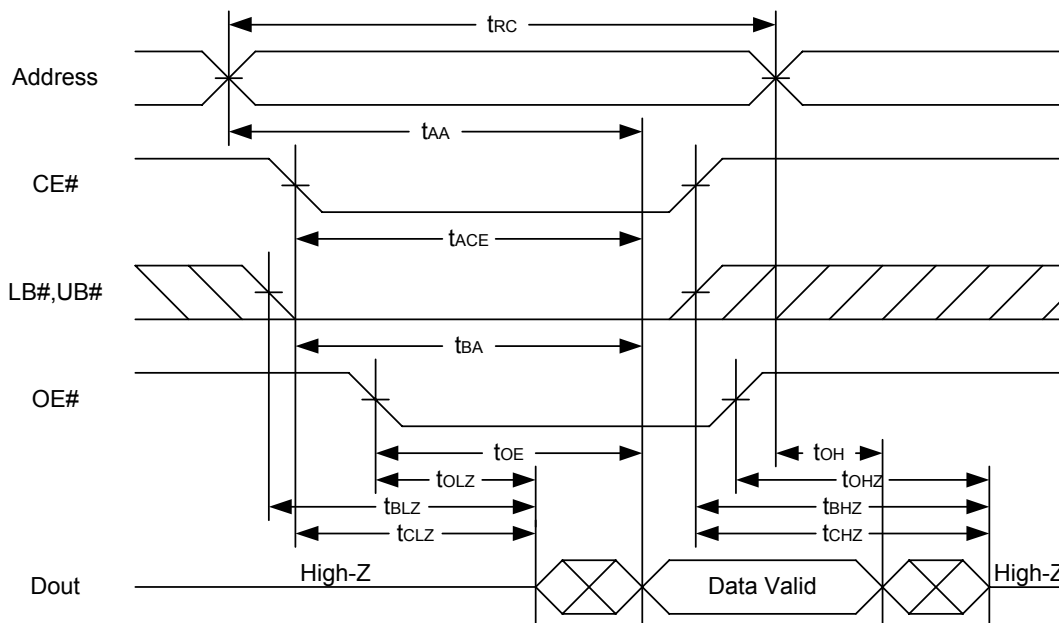 tRC
Address
tAA
CE#
tACE
LB#,UB#
tBA
OE#
tOE
tOH
tOLZ
tOHZ
tBLZ
tBHZ
tCLZ
tCHZ
Dout
High-Z
Data Valid
High-Z